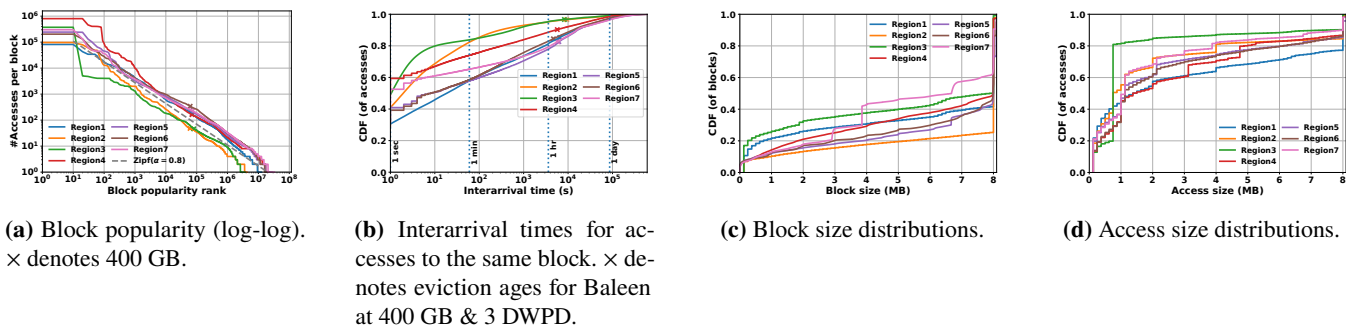 #Accesses per block
10⁶
10⁵
10⁴
10³
10²
10¹
10⁰
Region1
Region2
Region3
Region4
Region5
Region6
Region7
Zipf(α = 0.8)
10⁰ 10¹ 10² 10³ 10⁴ 10⁵ 10⁶ 10⁷ 10⁸
Block popularity rank
(a) Block popularity (log-log).
× denotes 400 GB.
CDF (of accesses)
1.0
0.8
0.6
0.4
0.2
0.0
Region1
Region2
Region3
Region4
Region5
Region6
Region7
1 sec
1 min
1 hr
1 day
10⁰ 10¹ 10² 10³ 10⁴ 10⁵
Interarrival time (s)
(b) Interarrival times for ac-
cesses to the same block. × de-
notes eviction ages for Baleen
at 400 GB & 3 DWPD.
CDF (of blocks)
1.0
0.8
0.6
0.4
0.2
0.0
Region1
Region2
Region3
Region4
Region5
Region6
Region7
0 1 2 3 4 5 6 7 8
Block size (MB)
(c) Block size distributions.
CDF (of accesses)
1.0
0.8
0.6
0.4
0.2
0.0
Region1
Region2
Region3
Region4
Region5
Region6
Region7
0 1 2 3 4 5 6 7 8
Access size (MB)
(d) Access size distributions.